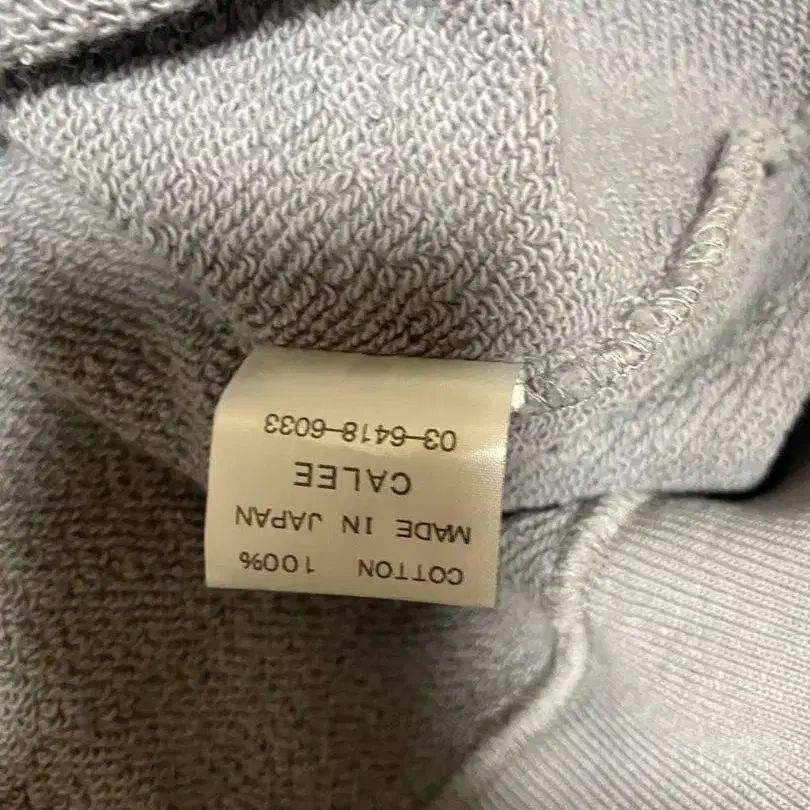 COTTON 100%
MADE IN JAPAN
CALEE
03-6418-6033